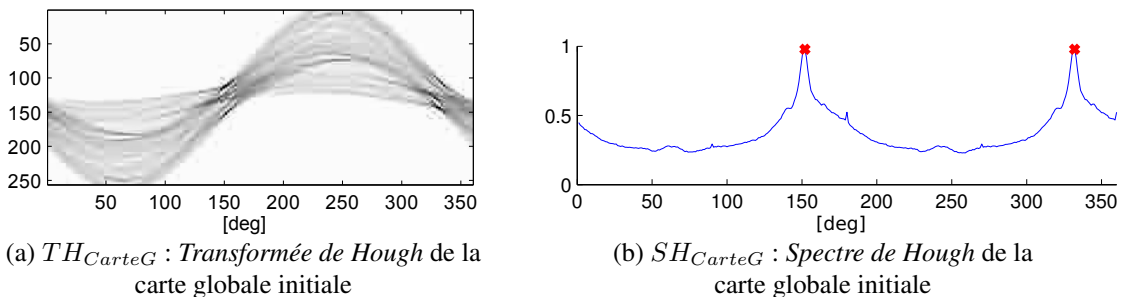 50
100
150
200
250
50 100 150 200 250 300 350
[deg]
(a) TH_CarteG : Transformée de Hough de la
carte globale initiale
1
0.5
0
0 50 100 150 200 250 300 350
[deg]
(b) SH_CarteG : Spectre de Hough de la
carte globale initiale